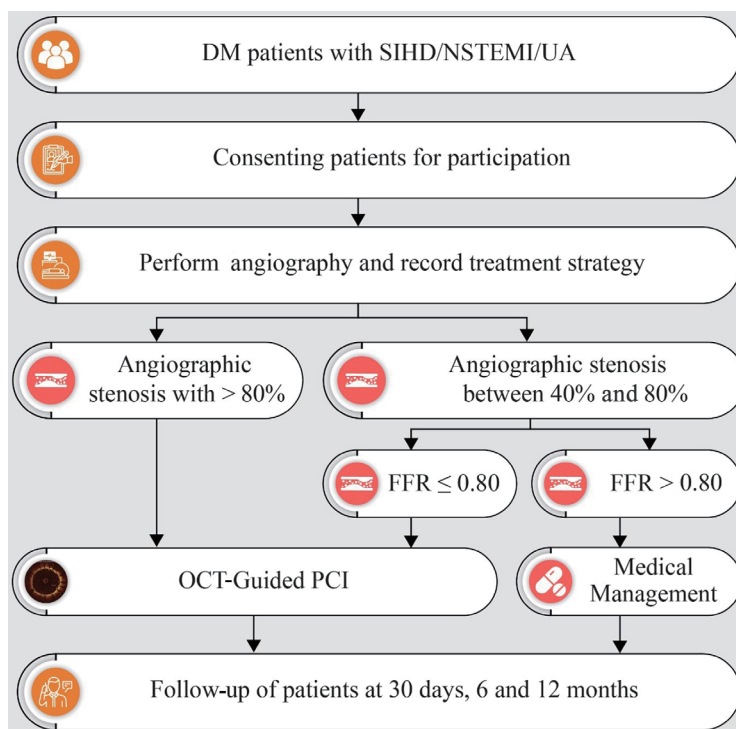 DM patients with SIHD/NSTEMI/UA
Consenting patients for participation
Perform angiography and record treatment strategy
Angiographic
stenosis with > 80%
Angiographic stenosis
between 40% and 80%
FFR ≤ 0.80
FFR > 0.80
OCT-Guided PCI
Medical
Management
Follow-up of patients at 30 days, 6 and 12 months